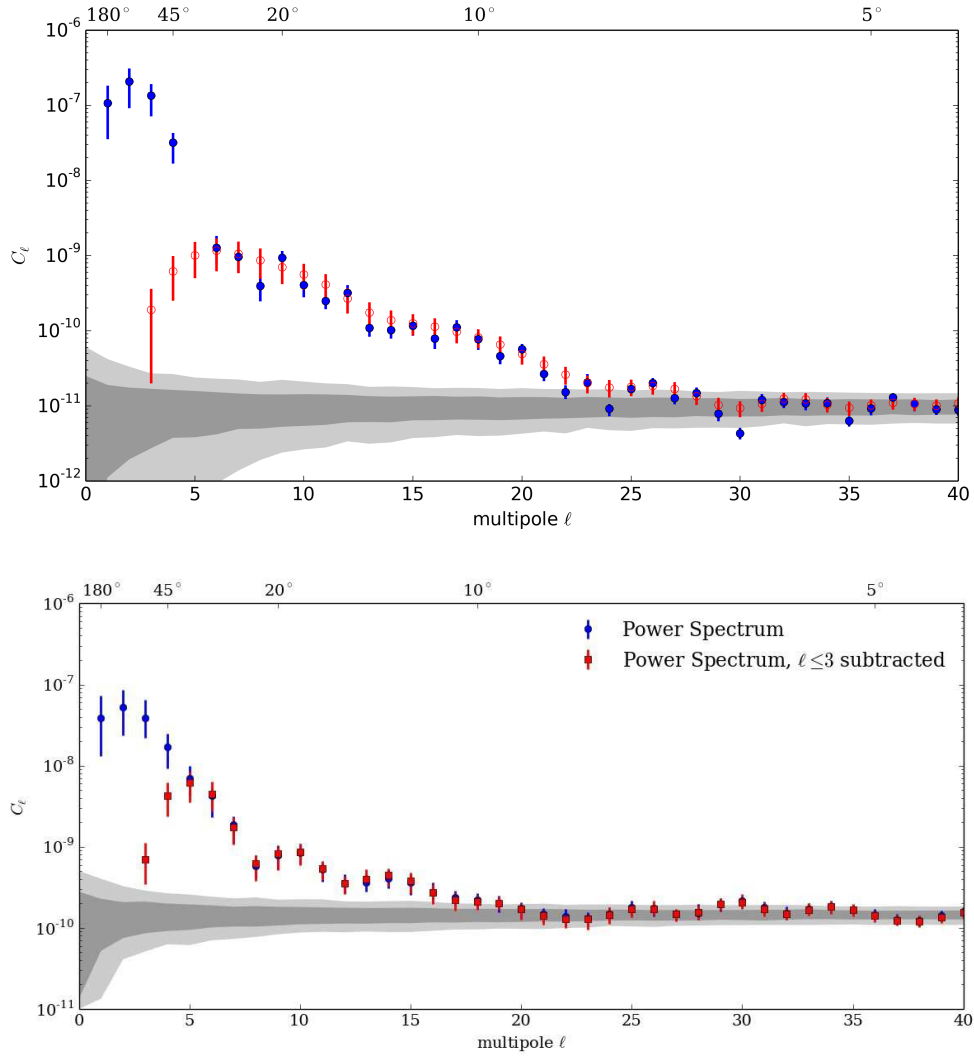 180° 45° 20° 10° 5°
10⁻⁶
10⁻⁷
10⁻⁸
10⁻⁹
10⁻¹⁰
10⁻¹¹
10⁻¹²
C_ℓ
0 5 10 15 20 25 30 35 40
multipole ℓ
180° 45° 20° 10° 5°
10⁻⁶
10⁻⁷
10⁻⁸
10⁻⁹
10⁻¹⁰
10⁻¹¹
C_ℓ
Power Spectrum
Power Spectrum, ℓ ≤3 subtracted
0 5 10 15 20 25 30 35 40
multipole ℓ